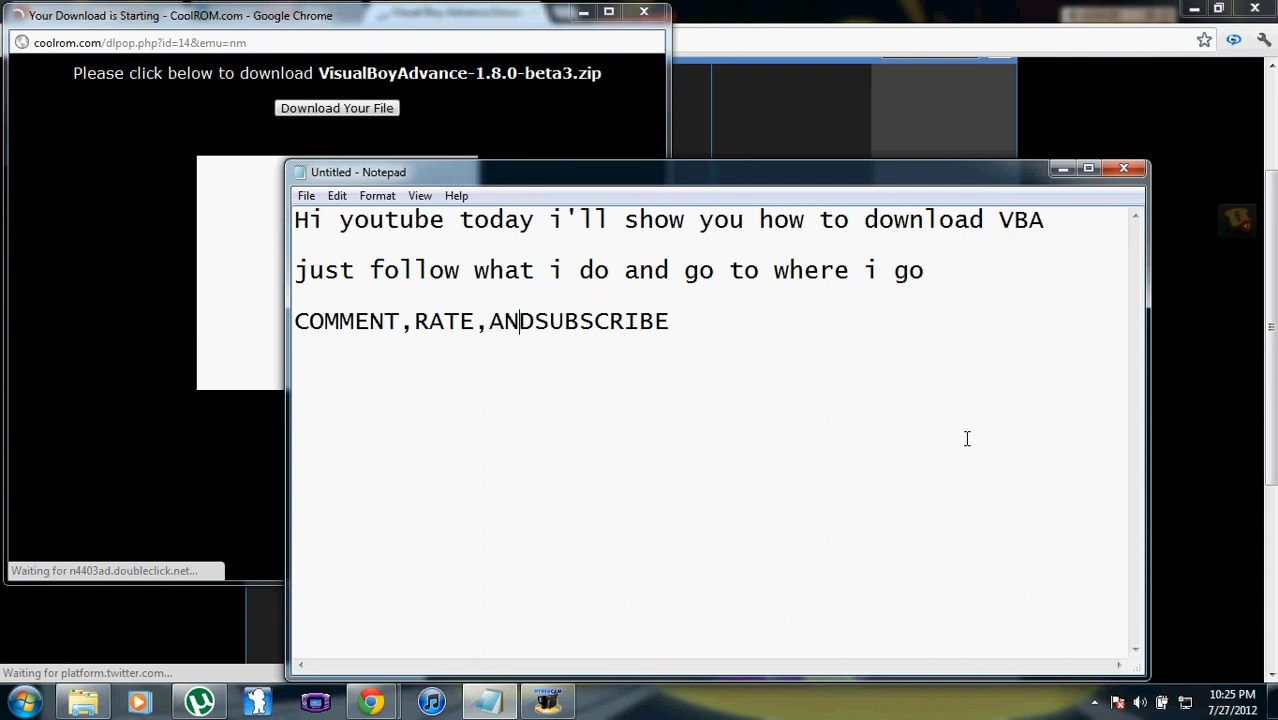 Your Download is Starting - CoolROM.com - Google Chrome
coolrom.com/dlpop.php?id=14&emu=nm
Please click below to download VisualBoyAdvance-1.8.0-beta3.zip
Download Your File
Untitled - Notepad
File Edit Format View Help
Hi youtube today i'll show you how to download VBA
just follow what i do and go to where i go
COMMENT,RATE,ANDSUBSCRIBE
Waiting for n4403ad.doubleclick.net...
Waiting for platform.twitter.com...
HYPERCAM
10:25 PM
7/27/2012